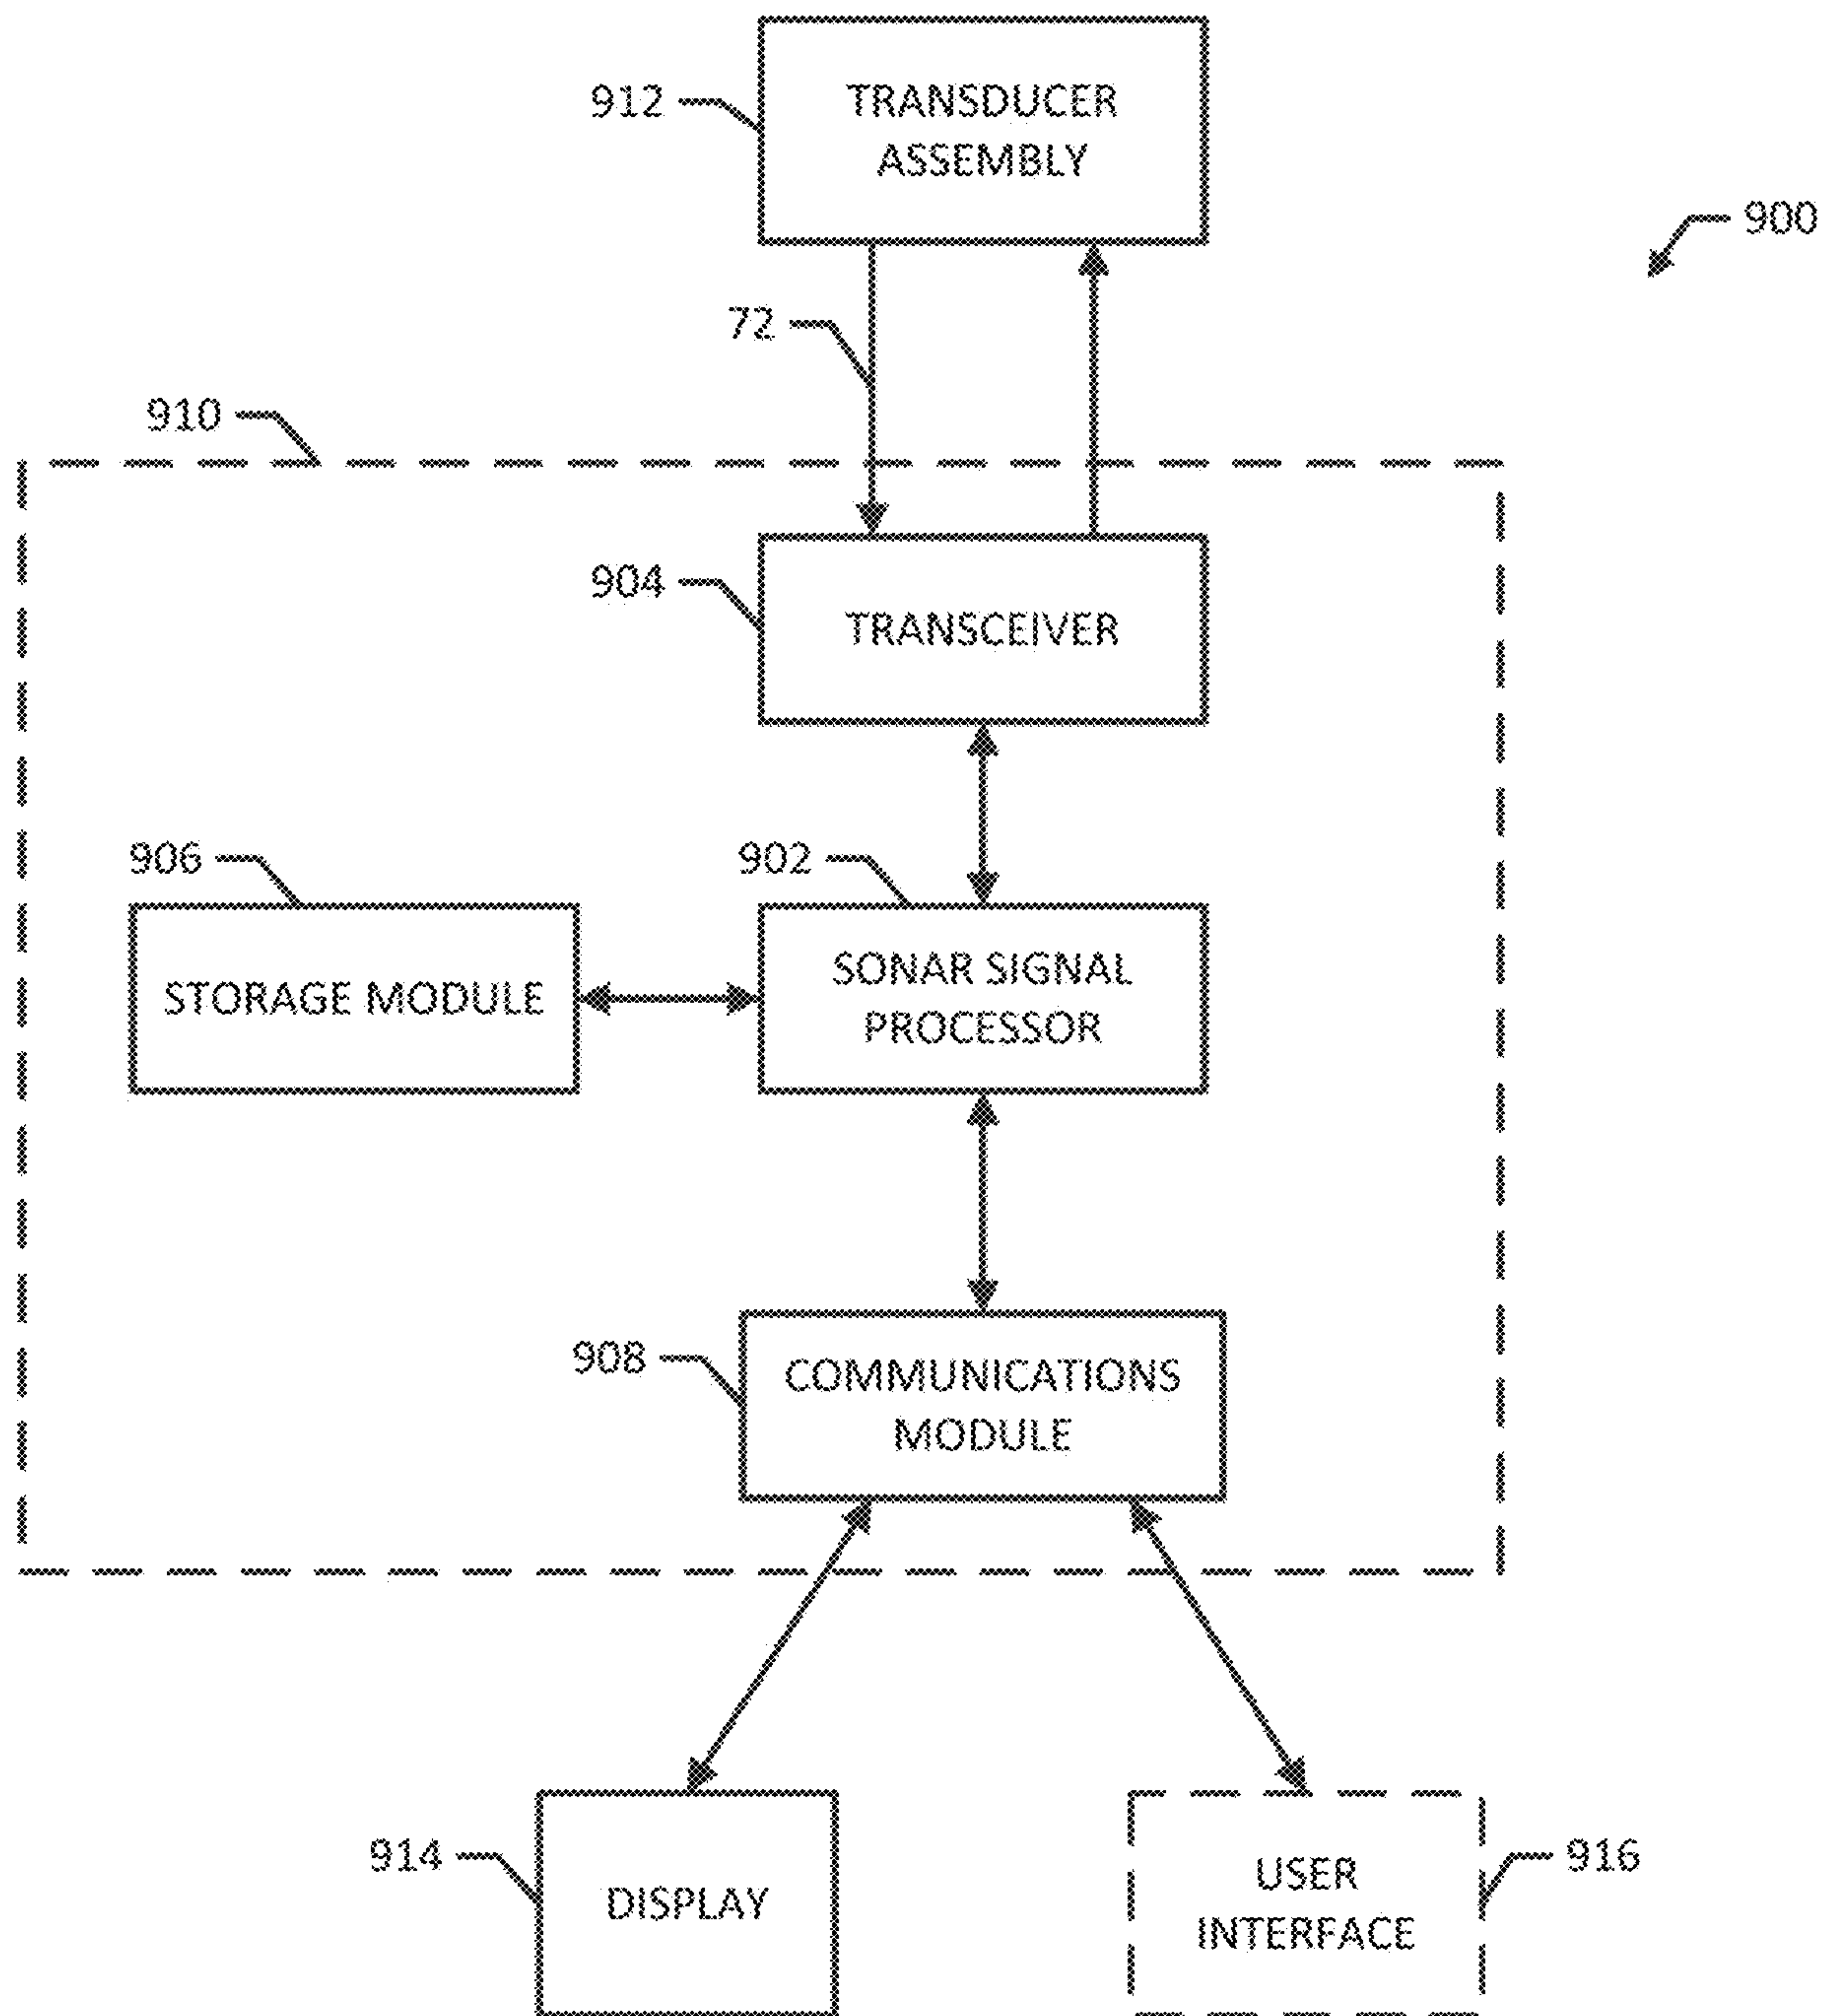 912
TRANSDUCER
ASSEMBLY
900
72
910
904
TRANSCEIVER
906
902
STORAGE MODULE
SONAR SIGNAL
PROCESSOR
908
COMMUNICATIONS
MODULE
914
DISPLAY
USER
INTERFACE
916